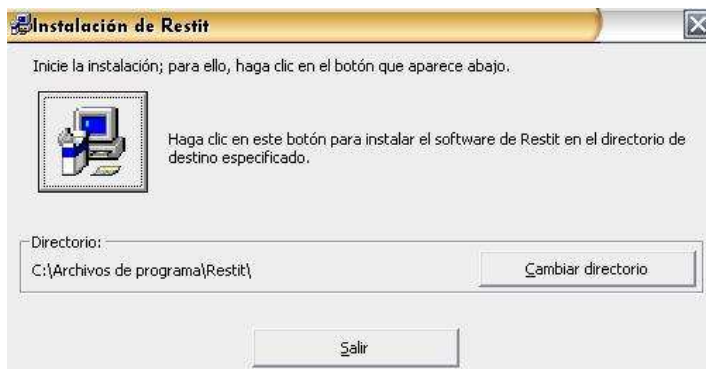 Instalación de Restit
Inicie la instalación; para ello, haga clic en el botón que aparece abajo.
Haga clic en este botón para instalar el software de Restit en el directorio de
destino especificado.
Directorio:
C:\Archivos de programa\Restit\
Cambiar directorio
Salir